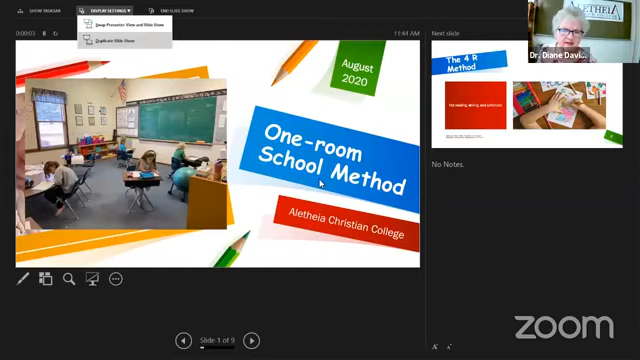 SHOW TASKBAR
DISPLAY SETTINGS ▼
END SLIDE SHOW
Swap Presenter View and Slide Show
Duplicate Slide Show
0:00:03
11:44 AM
August
2020
One-room
School Method
Aletheia Christian College
Slide 1 of 9
Next slide
The 4 R
Method
No Notes.
A
A
ALETHEIA
Dr. Diane Davi...
zoom